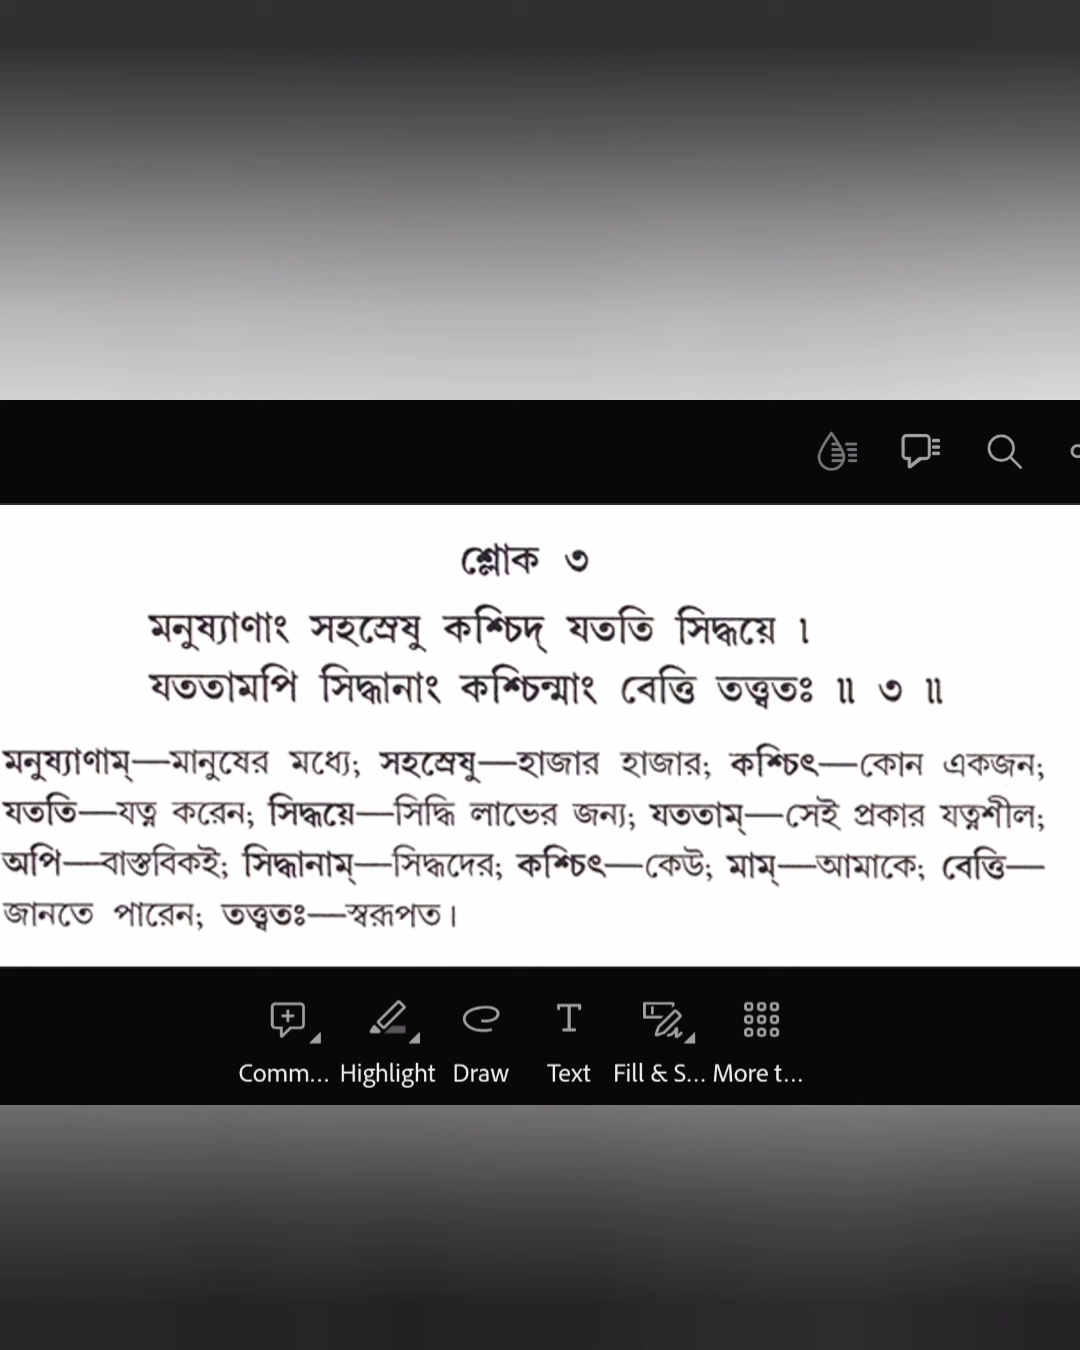 শ্লোক ৩
মনুষ্যাণাং সহস্রেষু কশ্চিদ্ যততি সিদ্ধয়ে ।
যততামপি সিদ্ধানাং কশ্চিন্মাং বেত্তি তত্ত্বতঃ ॥ ৩ ॥
মনুষ্যাণাম্—মানুষের মধ্যে; সহস্রেষু—হাজার হাজার; কশ্চিৎ—কোন একজন;
যততি—যত্ন করেন; সিদ্ধয়ে—সিদ্ধি লাভের জন্য; যততাম্—সেই প্রকার যত্নশীল;
অপি—বাস্তবিকই; সিদ্ধানাম্—সিদ্ধদের; কশ্চিৎ—কেউ; মাম্—আমাকে; বেত্তি—
জানতে পারেন; তত্ত্বতঃ—স্বরূপত।
Comm... Highlight Draw Text Fill & S... More t...